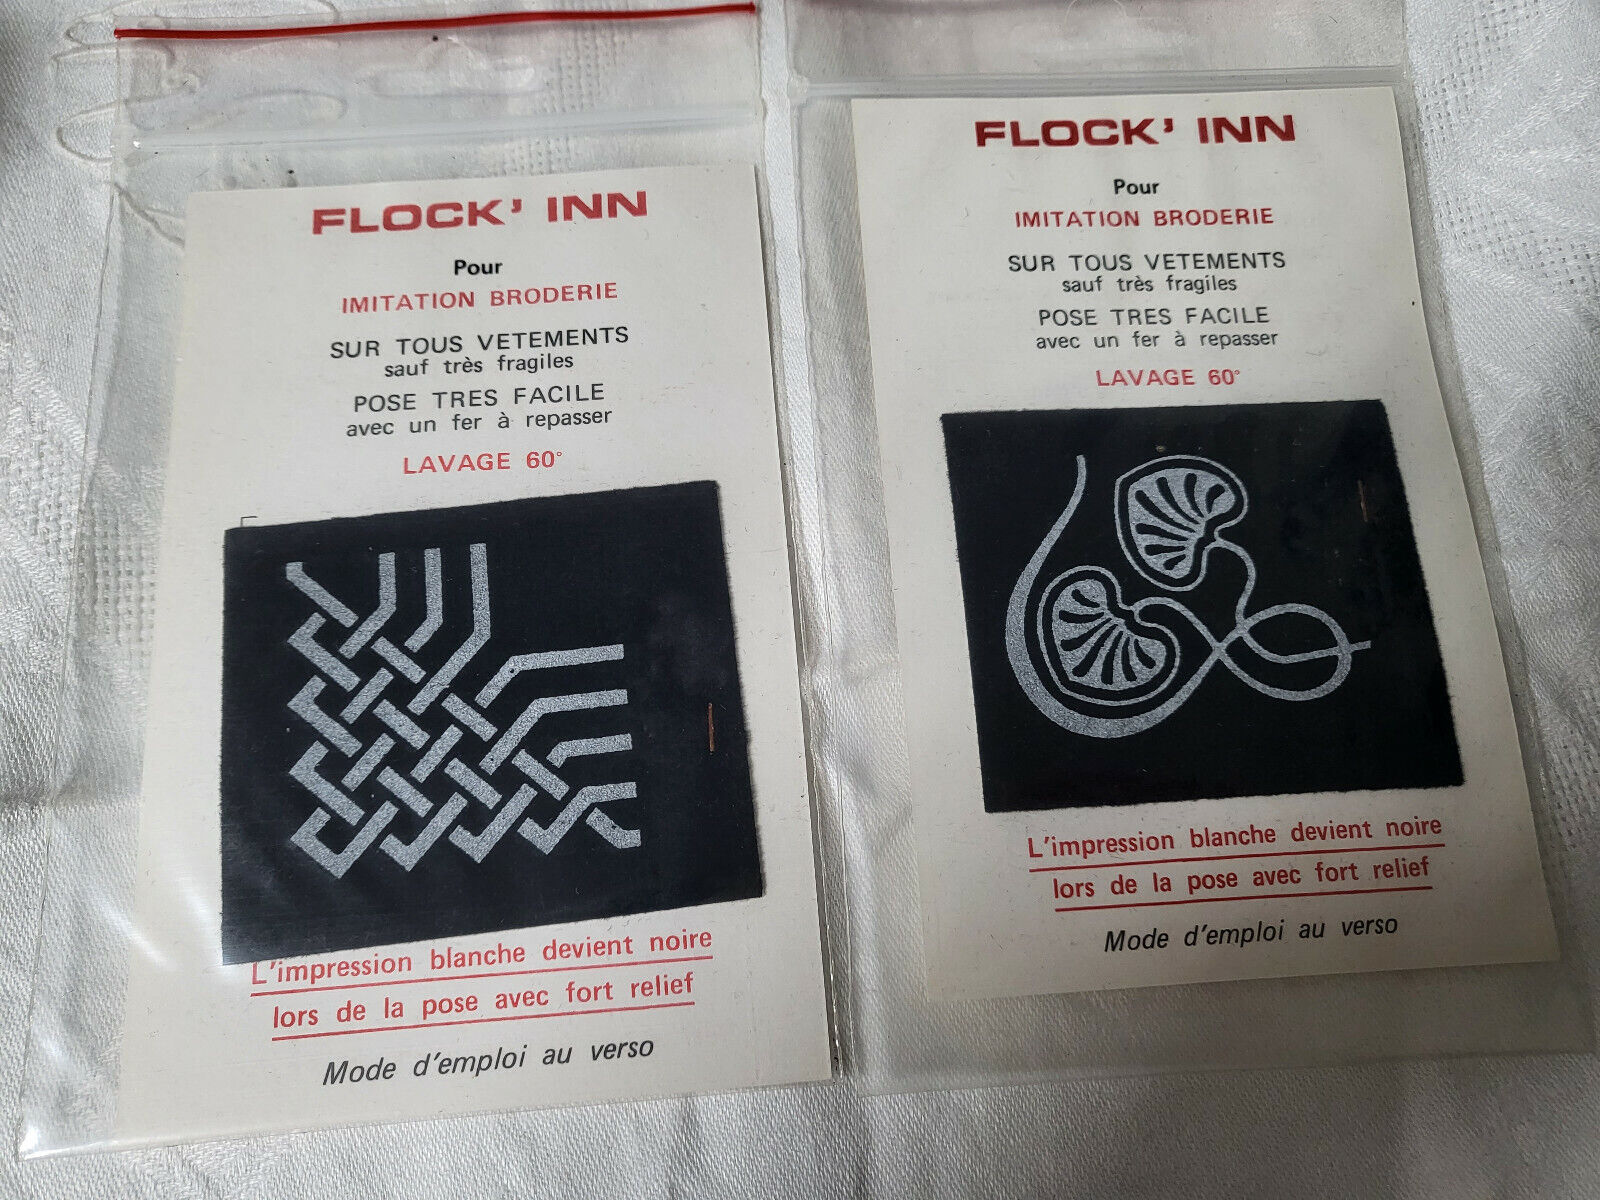 FLOCK' INN
Pour
IMITATION BRODERIE
SUR TOUS VETEMENTS
sauf très fragiles
POSE TRES FACILE
avec un fer à repasser
LAVAGE 60°
L'impression blanche devient noire
lors de la pose avec fort relief
Mode d'emploi au verso
FLOCK' INN
Pour
IMITATION BRODERIE
SUR TOUS VETEMENTS
sauf très fragiles
POSE TRES FACILE
avec un fer à repasser
LAVAGE 60°
L'impression blanche devient noire
lors de la pose avec fort relief
Mode d'emploi au verso